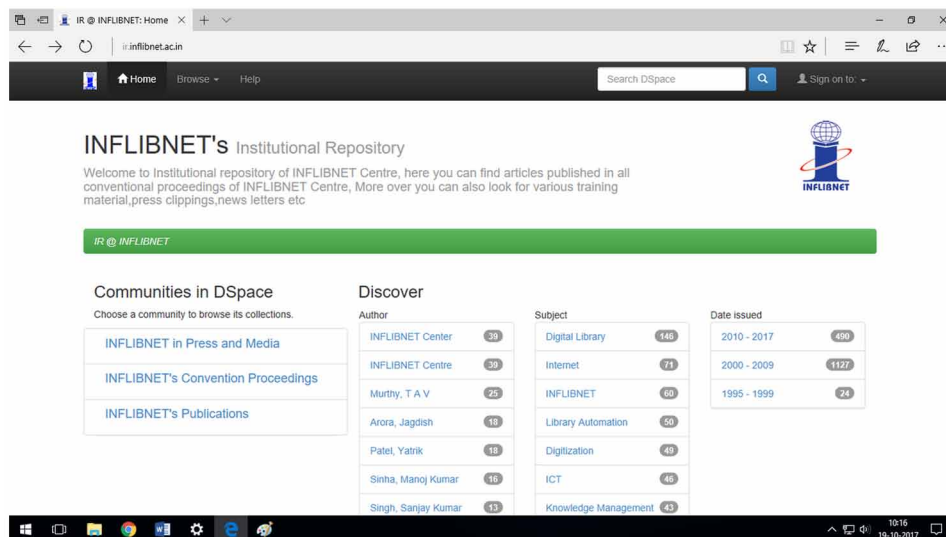 IR @ INFLIBNET: Home
ir.inflibnet.ac.in
Home Browse Help Search DSpace Sign on to:
INFLIBNET's Institutional Repository
Welcome to Institutional repository of INFLIBNET Centre, here you can find articles published in all
conventional proceedings of INFLIBNET Centre, More over you can also look for various training
material,press clippings,news letters etc
INFLIBNET
IR @ INFLIBNET
Communities in DSpace
Choose a community to browse its collections.
INFLIBNET in Press and Media
INFLIBNET's Convention Proceedings
INFLIBNET's Publications
Discover
Author
INFLIBNET Center 39
INFLIBNET Centre 39
Murthy, T A V 25
Arora, Jagdish 18
Patel, Yatrik 18
Sinha, Manoj Kumar 16
Singh, Sanjay Kumar 13
Subject
Digital Library 146
Internet 71
INFLIBNET 60
Library Automation 50
Digitization 49
ICT 46
Knowledge Management 43
Date issued
2010 - 2017 490
2000 - 2009 1127
1995 - 1999 24
10:16
19-10-2017